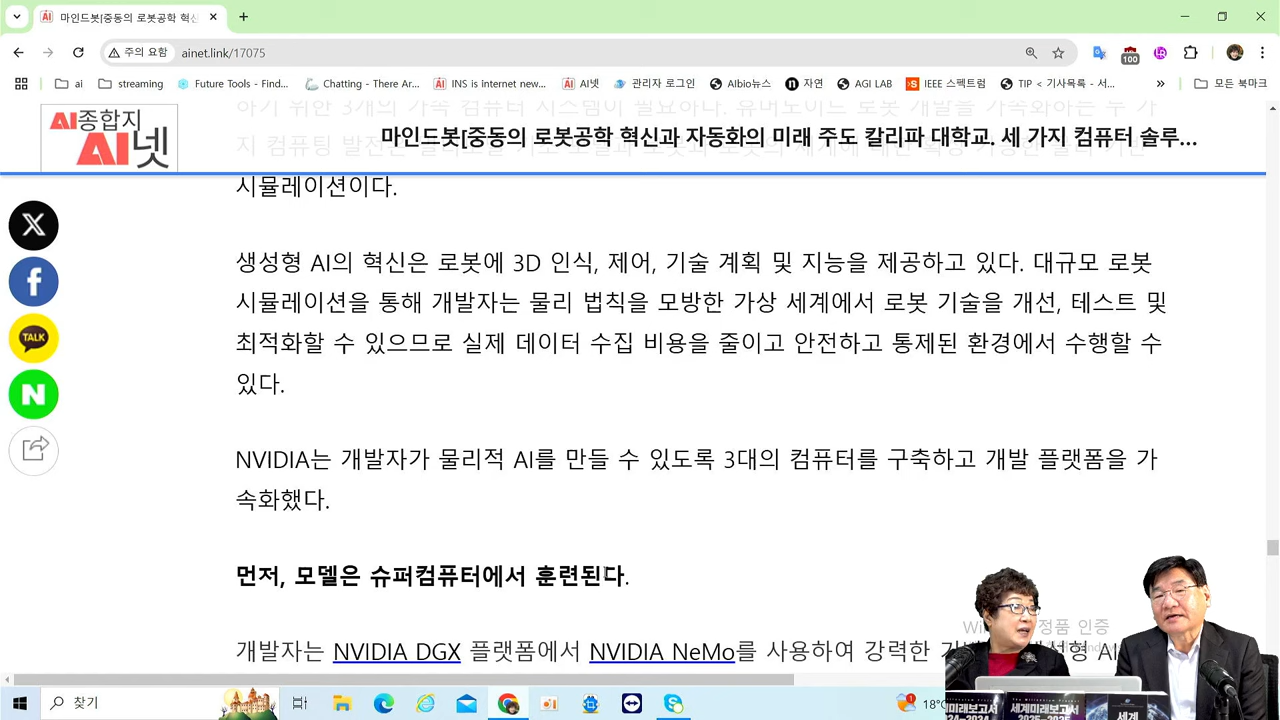 마인드봇[중동의 로봇공학 혁신
주의 요함
ainet.link/17075
100
ai
streaming
Future Tools - Find...
Chatting - There Ar...
INS is internet new...
AI넷
관리자 로그인
AIbio뉴스
자연
AGI LAB
IEEE 스펙트럼
TIP < 기사목록 - 서...
모든 북마크
AI종합지
AI넷
마인드봇[중동의 로봇공학 혁신과 자동화의 미래 주도 칼리파 대학교. 세 가지 컴퓨터 솔루...
시뮬레이션이다.
생성형 AI의 혁신은 로봇에 3D 인식, 제어, 기술 계획 및 지능을 제공하고 있다. 대규모 로봇
시뮬레이션을 통해 개발자는 물리 법칙을 모방한 가상 세계에서 로봇 기술을 개선, 테스트 및
최적화할 수 있으므로 실제 데이터 수집 비용을 줄이고 안전하고 통제된 환경에서 수행할 수
있다.
NVIDIA는 개발자가 물리적 AI를 만들 수 있도록 3대의 컴퓨터를 구축하고 개발 플랫폼을 가
속화했다.
먼저, 모델은 슈퍼컴퓨터에서 훈련된다.
개발자는 NVIDIA DGX 플랫폼에서 NVIDIA NeMo를 사용하여 강력한
정품 인증
TALK
N
찾기
18°
세계미래보고서
세계